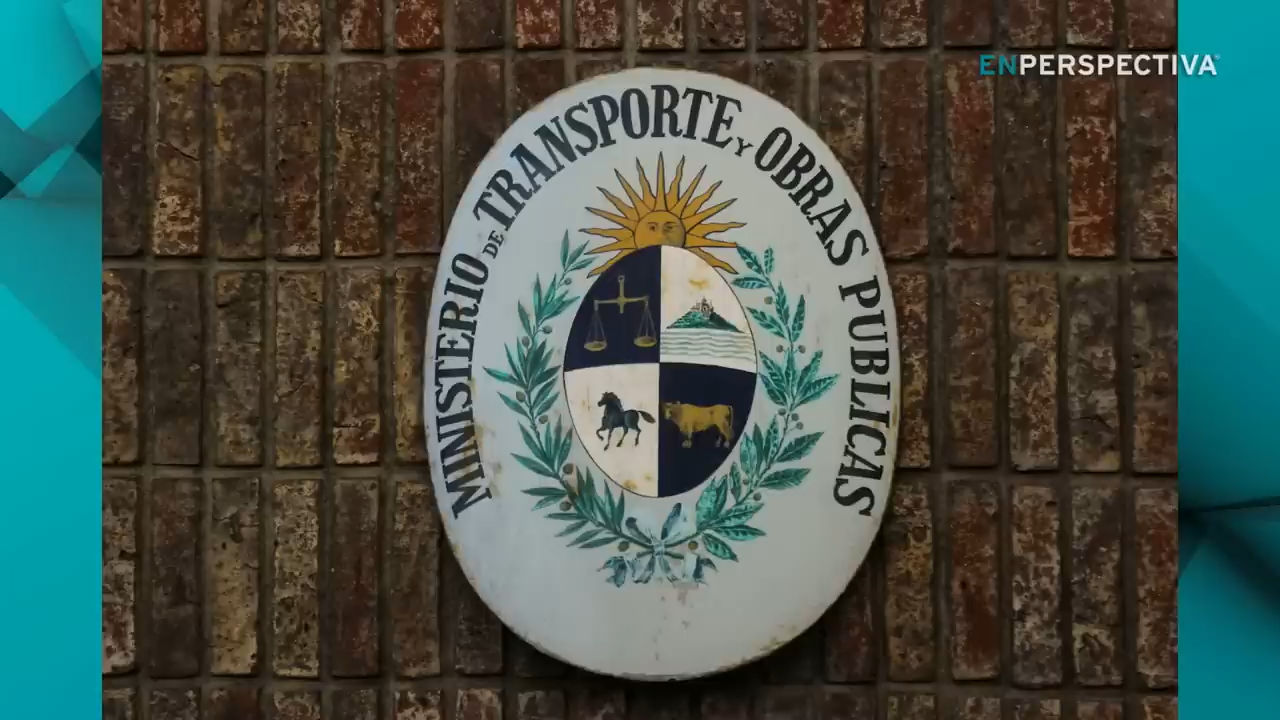 ENPERSPECTIVA
MINISTERIO DE TRANSPORTE Y OBRAS PUBLICAS